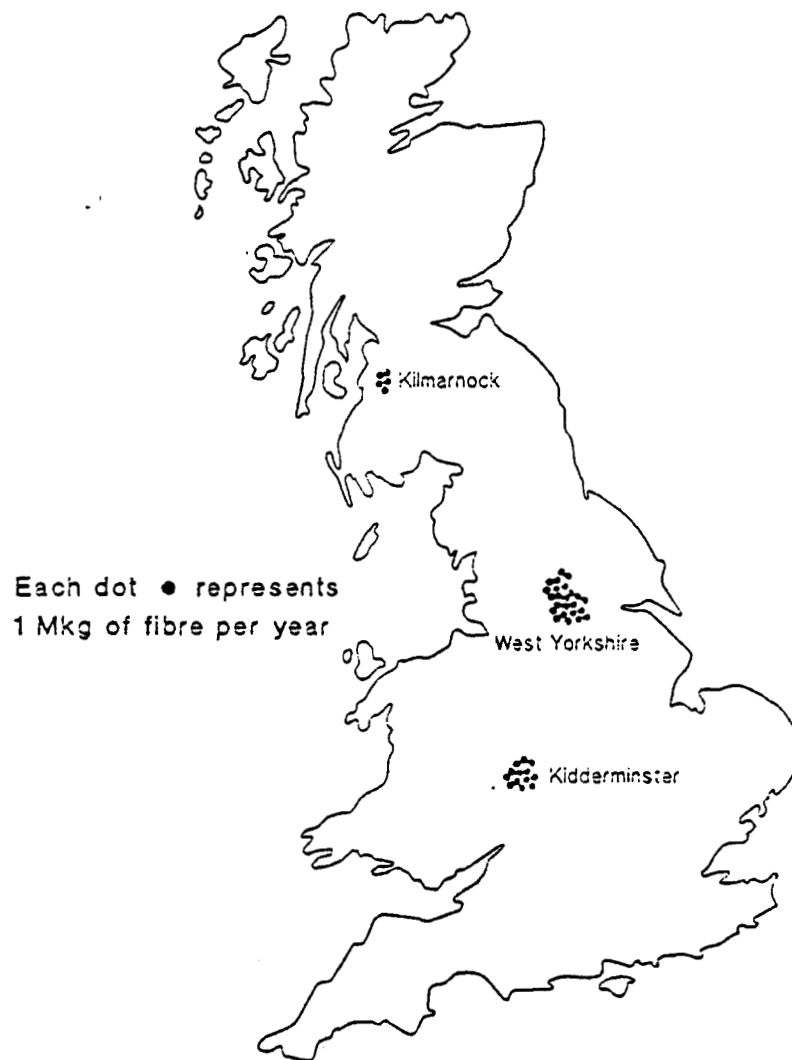 Kilmarnock
Each dot ● represents
1 Mkg of fibre per year
West Yorkshire
Kidderminster